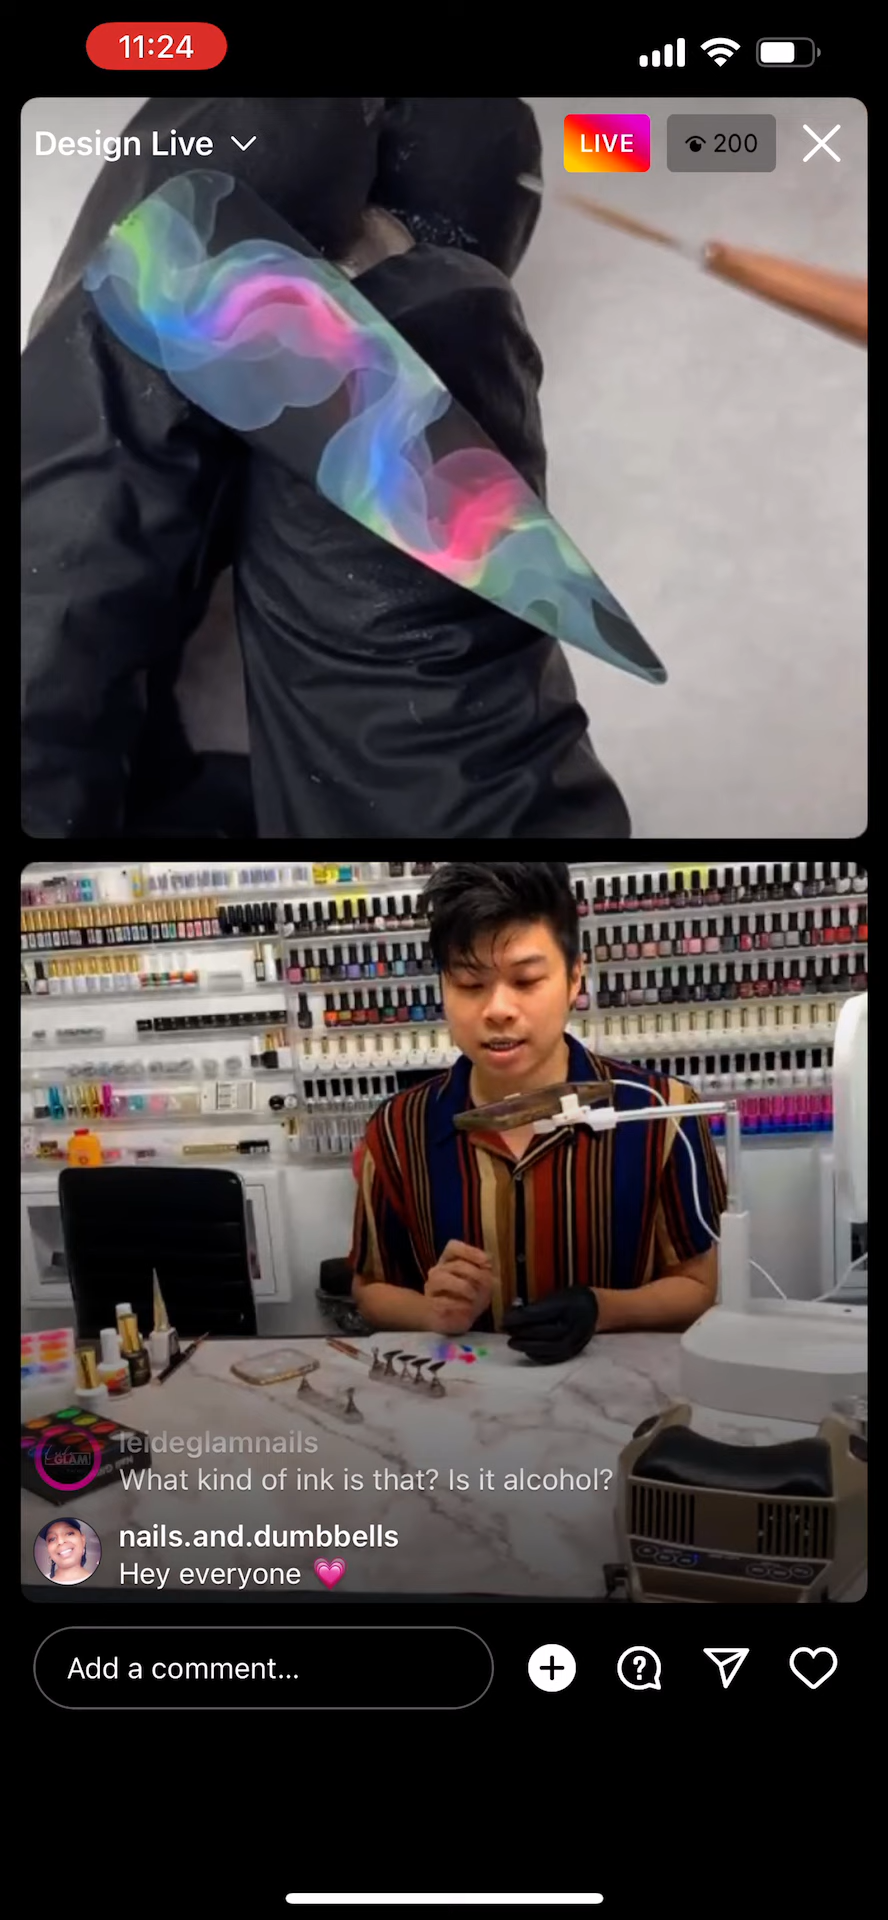 11:24
Design Live
LIVE
200
GLAM
leideglamnails
What kind of ink is that? Is it alcohol?
nails.and.dumbbells
Hey everyone 💗
Add a comment...